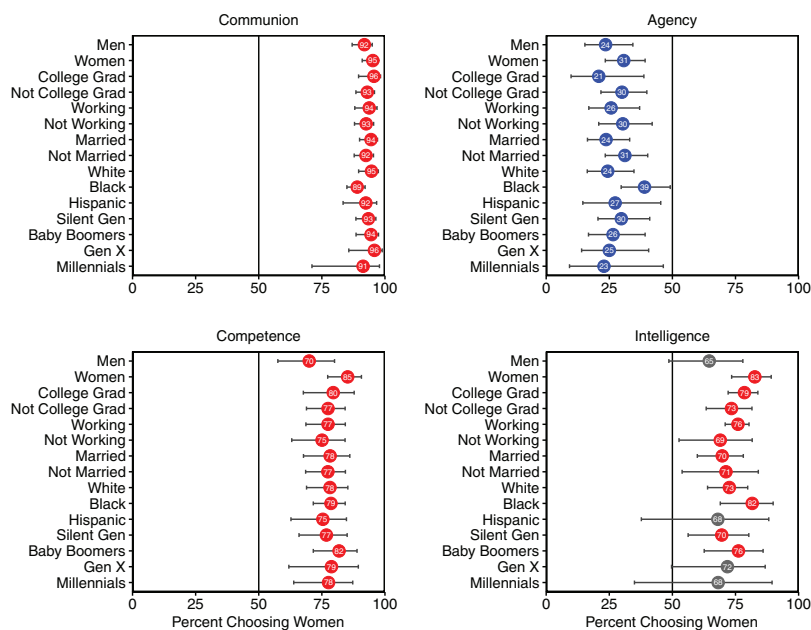 Communion
Men 92
Women 95
College Grad 96
Not College Grad 93
Working 94
Not Working 93
Married 94
Not Married 92
White 95
Black 89
Hispanic 92
Silent Gen 93
Baby Boomers 94
Gen X 96
Millennials 91
0 25 50 75 100
Agency
Men 24
Women 31
College Grad 21
Not College Grad 30
Working 26
Not Working 30
Married 24
Not Married 31
White 24
Black 39
Hispanic 27
Silent Gen 30
Baby Boomers 26
Gen X 25
Millennials 23
0 25 50 75 100
Competence
Men 70
Women 85
College Grad 80
Not College Grad 77
Working 77
Not Working 75
Married 78
Not Married 77
White 78
Black 79
Hispanic 75
Silent Gen 77
Baby Boomers 82
Gen X 79
Millennials 78
0 25 50 75 100
Percent Choosing Women
Intelligence
Men 65
Women 83
College Grad 79
Not College Grad 73
Working 76
Not Working 69
Married 70
Not Married 71
White 73
Black 82
Hispanic 68
Silent Gen 70
Baby Boomers 76
Gen X 72
Millennials 68
0 25 50 75 100
Percent Choosing Women